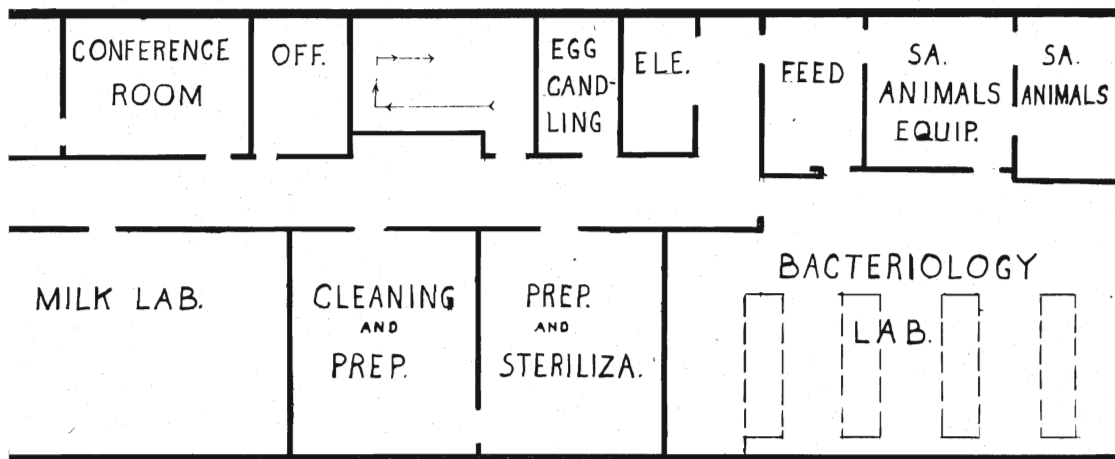 CONFERENCE
ROOM
OFF.
EGG
CAND-
LING
ELE.
FEED
SA.
ANIMALS
EQUIP.
SA.
ANIMALS
MILK LAB.
CLEANING
AND
PREP.
PREP.
AND
STERILIZA.
BACTERIOLOGY
LAB.